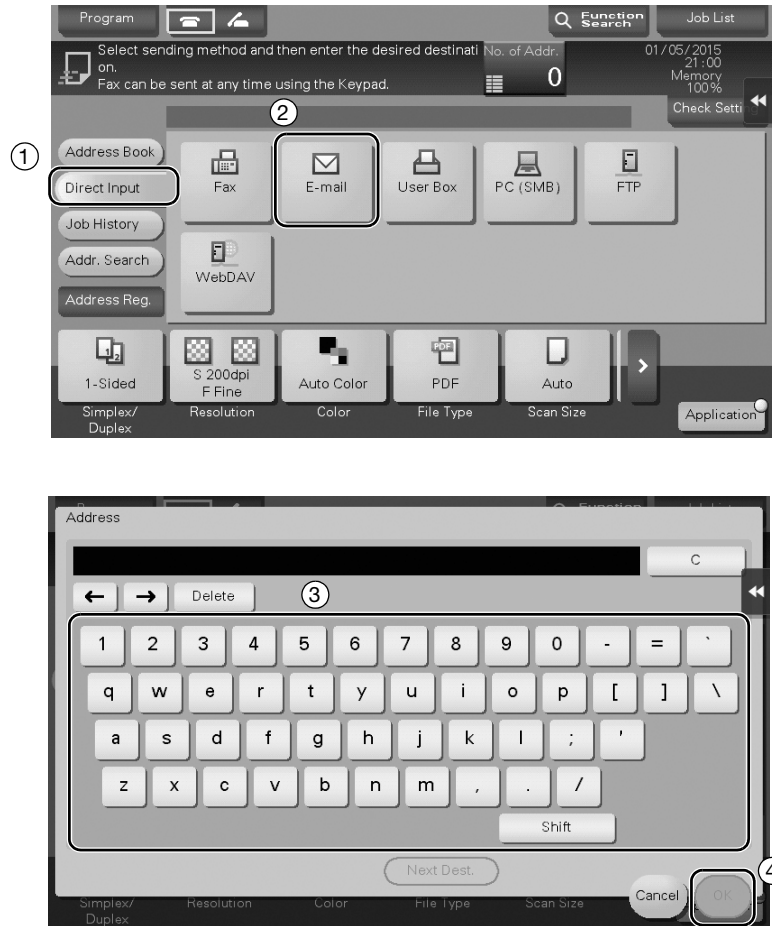 Program
Function
Search
Job List
Select sending method and then enter the desired destinati
on.
Fax can be sent at any time using the Keypad.
No. of Addr.
0
01/05/2015
21:00
Memory
100%
Check Setti
②
①
Address Book
Direct Input
Job History
Addr. Search
Address Reg.
Fax
E-mail
User Box
PC (SMB)
FTP
WebDAV
1 2
PDF
1-Sided
S 200dpi
F Fine
Auto Color
PDF
Auto
Simplex/
Duplex
Resolution
Color
File Type
Scan Size
Application
Address
C
← → Delete
③
1 2 3 4 5 6 7 8 9 0 - = `
q w e r t y u i o p [ ] \
a s d f g h j k l ; '
z x c v b n m , . /
Shift
Next Dest.
④
Cancel
OK
Simplex/
Duplex
Resolution
Color
File Type
Scan Size